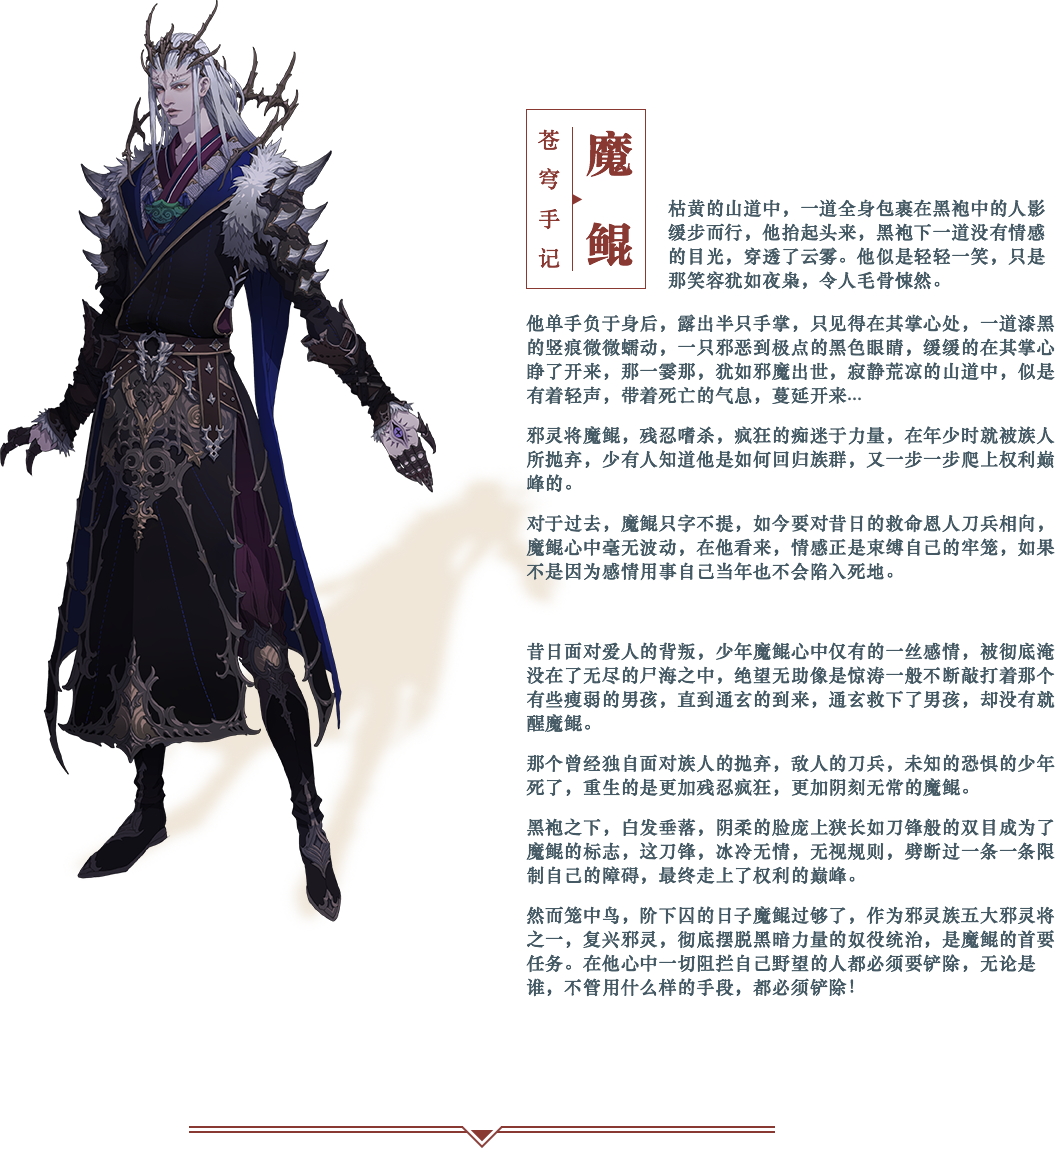 苍穹手记
魔鲲
枯黄的山道中，一道全身包裹在黑袍中的人影
缓步而行，他抬起头来，黑袍下一道没有情感
的目光，穿透了云雾。他似是轻轻一笑，只是
那笑容犹如夜枭，令人毛骨悚然。
他单手负于身后，露出半只手掌，只见得在其掌心处，一道漆黑
的竖痕微微蠕动，一只邪恶到极点的黑色眼睛，缓缓的在其掌心
睁了开来，那一霎那，犹如邪魔出世，寂静荒凉的山道中，似是
有着轻声，带着死亡的气息，蔓延开来...
邪灵将魔鲲，残忍嗜杀，疯狂的痴迷于力量，在年少时就被族人
所抛弃，少有人知道他是如何回归族群，又一步一步爬上权利巅
峰的。
对于过去，魔鲲只字不提，如今要对昔日的救命恩人刀兵相向，
魔鲲心中毫无波动，在他看来，情感正是束缚自己的牢笼，如果
不是因为感情用事自己当年也不会陷入死地。
昔日面对爱人的背叛，少年魔鲲心中仅有的一丝感情，被彻底淹
没在了无尽的尸海之中，绝望无助像是惊涛一般不断敲打着那个
有些瘦弱的男孩，直到通玄的到来，通玄救下了男孩，却没有就
醒魔鲲。
那个曾经独自面对族人的抛弃，敌人的刀兵，未知的恐惧的少年
死了，重生的是更加残忍疯狂，更加阴刻无常的魔鲲。
黑袍之下，白发垂落，阴柔的脸庞上狭长如刀锋般的双目成为了
魔鲲的标志，这刀锋，冰冷无情，无视规则，劈断过一条一条限
制自己的障碍，最终走上了权利的巅峰。
然而笼中鸟，阶下囚的日子魔鲲过够了，作为邪灵族五大邪灵将
之一，复兴邪灵，彻底摆脱黑暗力量的奴役统治，是魔鲲的首要
任务。在他心中一切阻拦自己野望的人都必须要铲除，无论是
谁，不管用什么样的手段，都必须铲除！